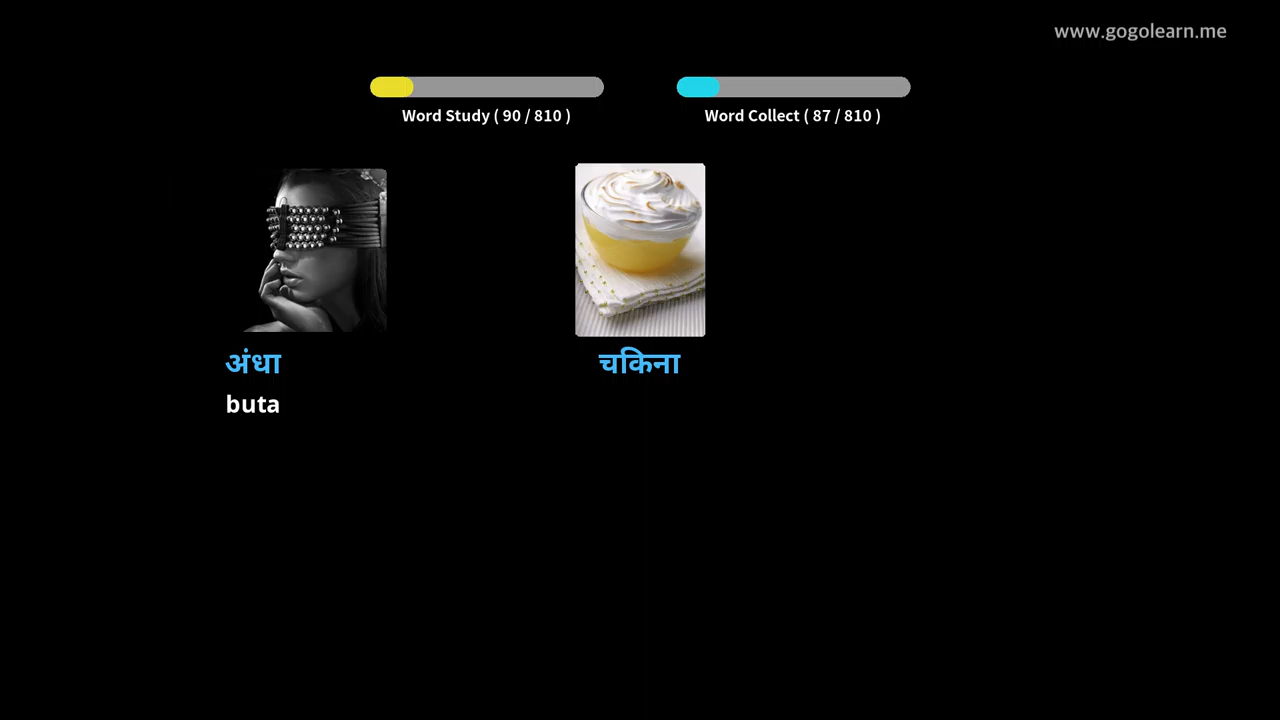 www.gogolearn.me
Word Study ( 90 / 810 )
Word Collect ( 87 / 810 )
अंधा
buta
चकिना